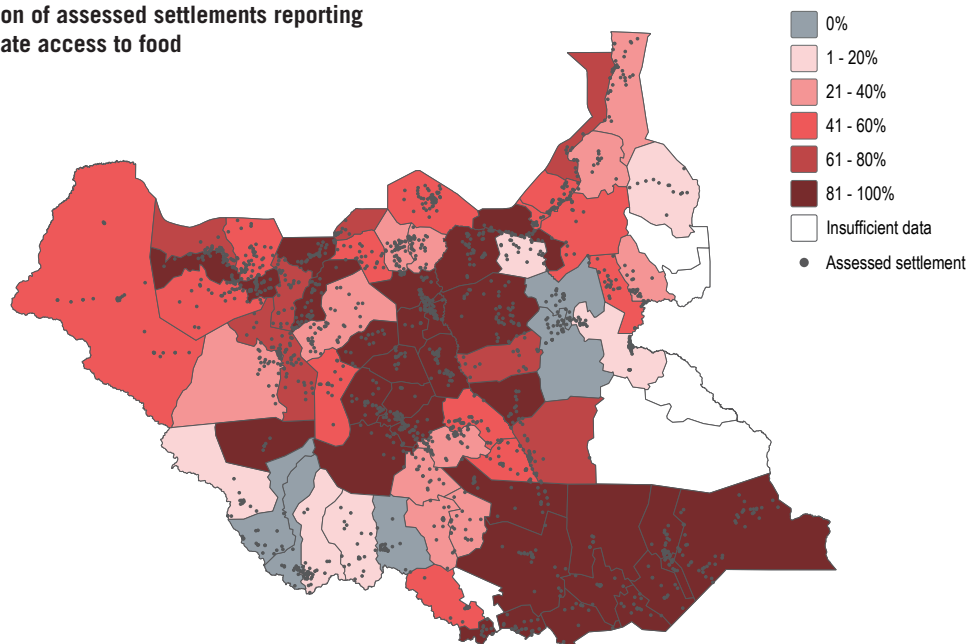 on of assessed settlements reporting
ate access to food
0%
1 - 20%
21 - 40%
41 - 60%
61 - 80%
81 - 100%
Insufficient data
Assessed settlement